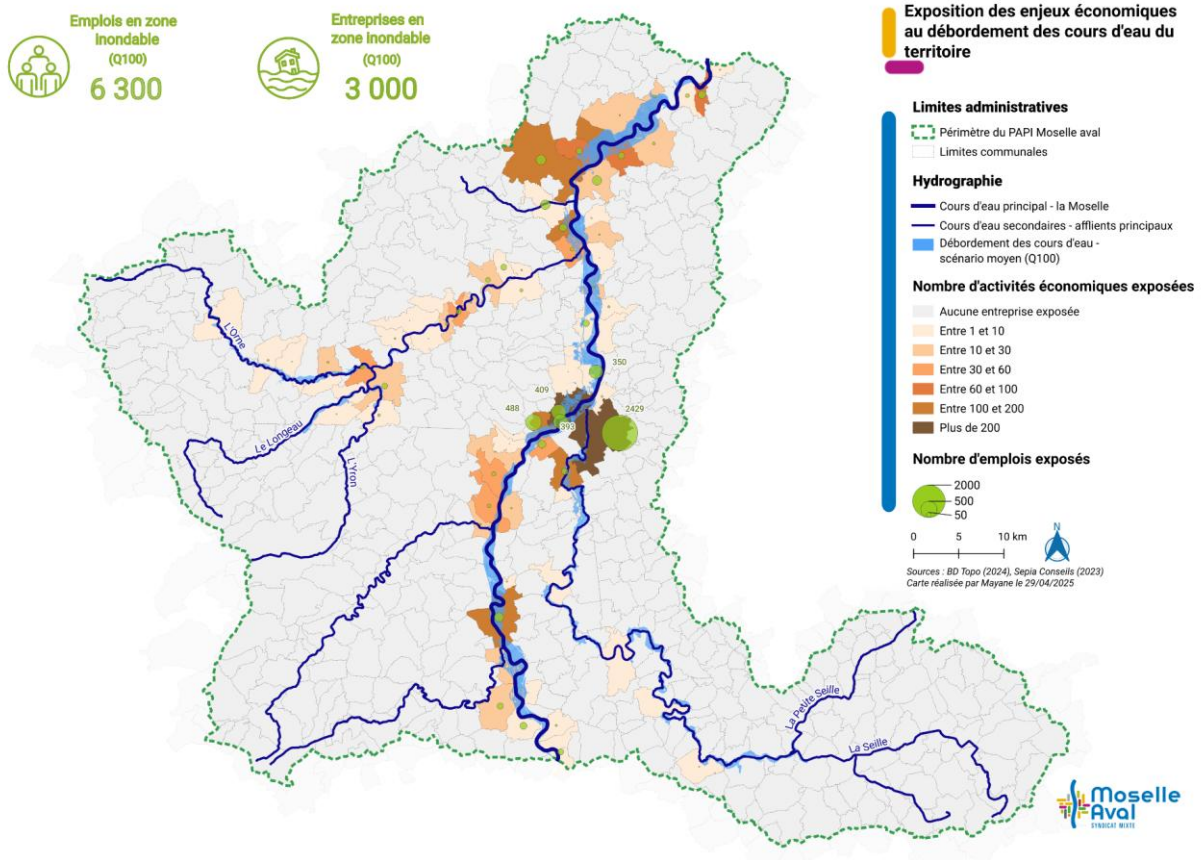 Emplois en zone
inondable
(Q100)
6 300
Entreprises en
zone inondable
(Q100)
3 000
Exposition des enjeux économiques
au débordement des cours d'eau du
territoire
Limites administratives
Périmètre du PAPI Moselle aval
Limites communales
Hydrographie
Cours d'eau principal - la Moselle
Cours d'eau secondaires - afflients principaux
Débordement des cours d'eau -
scénario moyen (Q100)
Nombre d'activités économiques exposées
Aucune entreprise exposée
Entre 1 et 10
Entre 10 et 30
Entre 30 et 60
Entre 60 et 100
Entre 100 et 200
Plus de 200
Nombre d'emplois exposés
2000
500
50
N
0 5 10 km
Sources : BD Topo (2024), Sepia Conseils (2023)
Carte réalisée par Mayane le 29/04/2025
L'Orne
Le Longeau
L'Yron
350
409
488
393
2429
La Petite Seille
La Seille
Moselle
Aval
SYNDICAT MIXTE